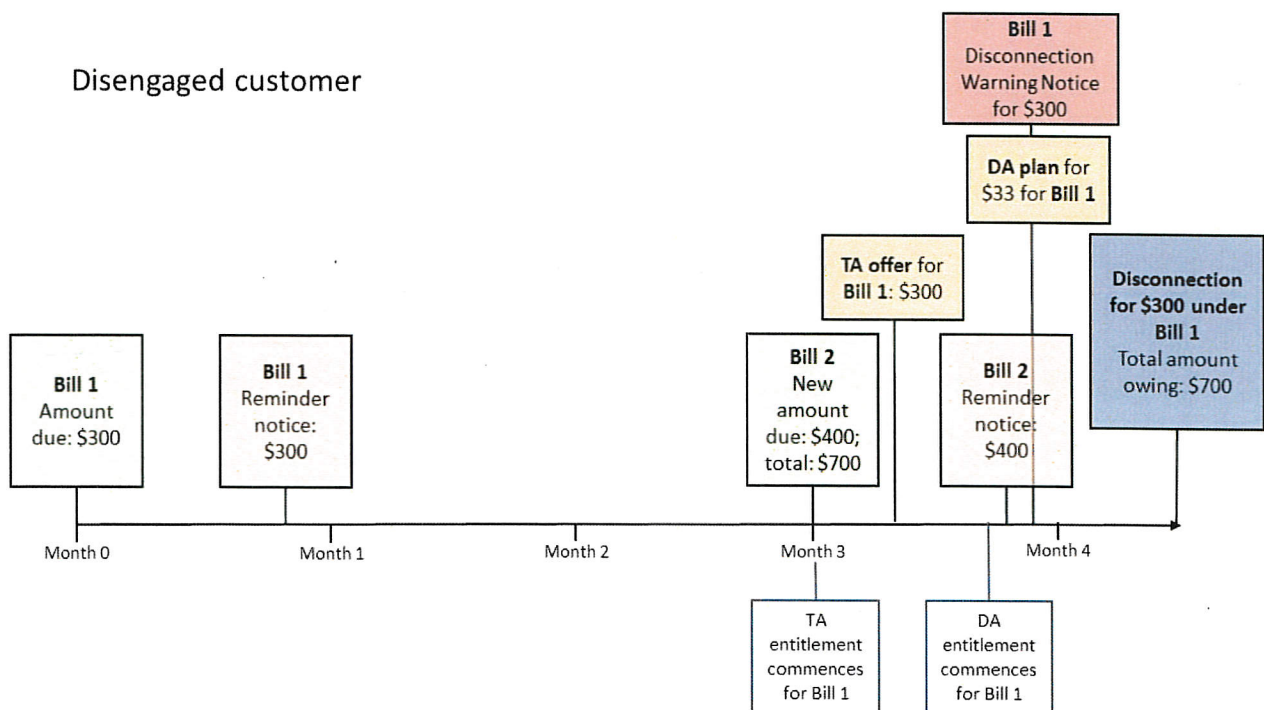 Disengaged customer
Bill 1
Disconnection
Warning Notice
for $300
DA plan for
$33 for Bill 1
TA offer for
Bill 1: $300
Disconnection
for $300 under
Bill 1
Total amount
owing: $700
Bill 1
Amount
due: $300
Bill 1
Reminder
notice:
$300
Bill 2
New
amount
due: $400;
total: $700
Bill 2
Reminder
notice:
$400
Month 0
Month 1
Month 2
Month 3
Month 4
TA
entitlement
commences
for Bill 1
DA
entitlement
commences
for Bill 1